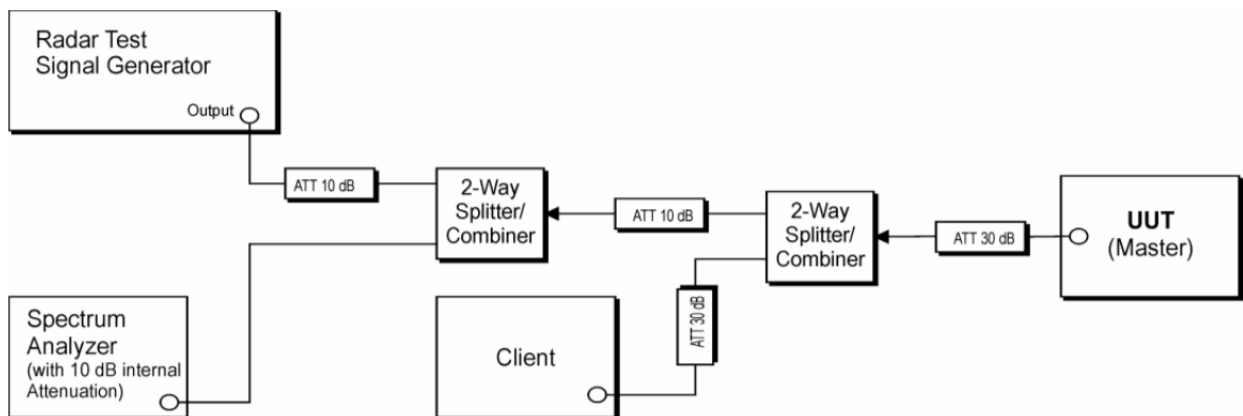 Radar Test
Signal Generator
Output
ATT 10 dB
2-Way
Splitter/
Combiner
ATT 10 dB
2-Way
Splitter/
Combiner
ATT 30 dB
UUT
(Master)
Spectrum
Analyzer
(with 10 dB internal
Attenuation)
Client
ATT 30 dB